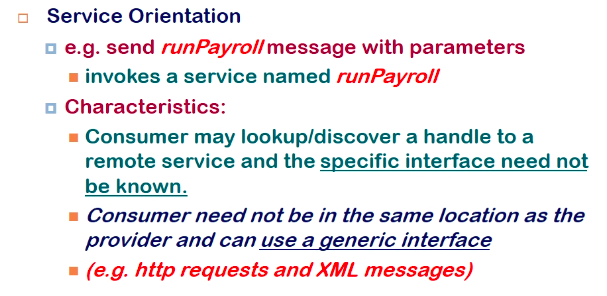 Service Orientation
e.g. send runPayroll message with parameters
invokes a service named runPayroll
Characteristics:
Consumer may lookup/discover a handle to a
remote service and the specific interface need not
be known.
Consumer need not be in the same location as the
provider and can use a generic interface
(e.g. http requests and XML messages)